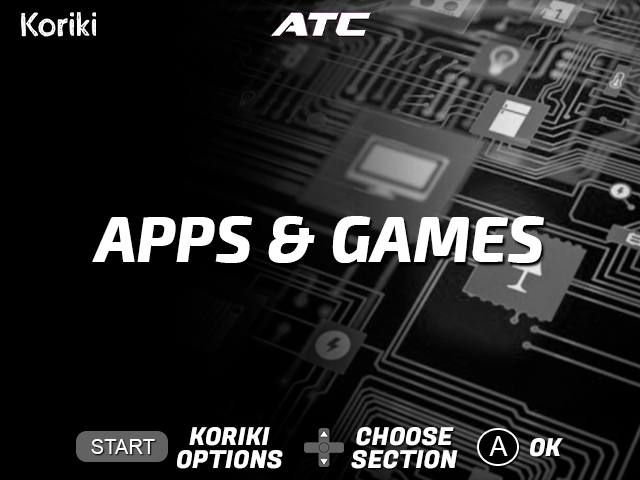 Koriki
ATC
APPS & GAMES
START
KORIKI
OPTIONS
CHOOSE
SECTION
A
OK